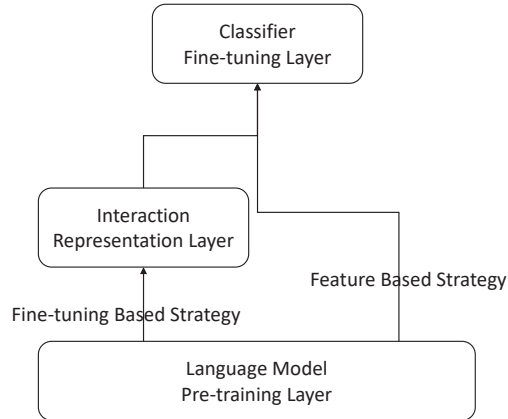 Classifier
Fine-tuning Layer
Interaction
Representation Layer
Feature Based Strategy
Fine-tuning Based Strategy
Language Model
Pre-training Layer